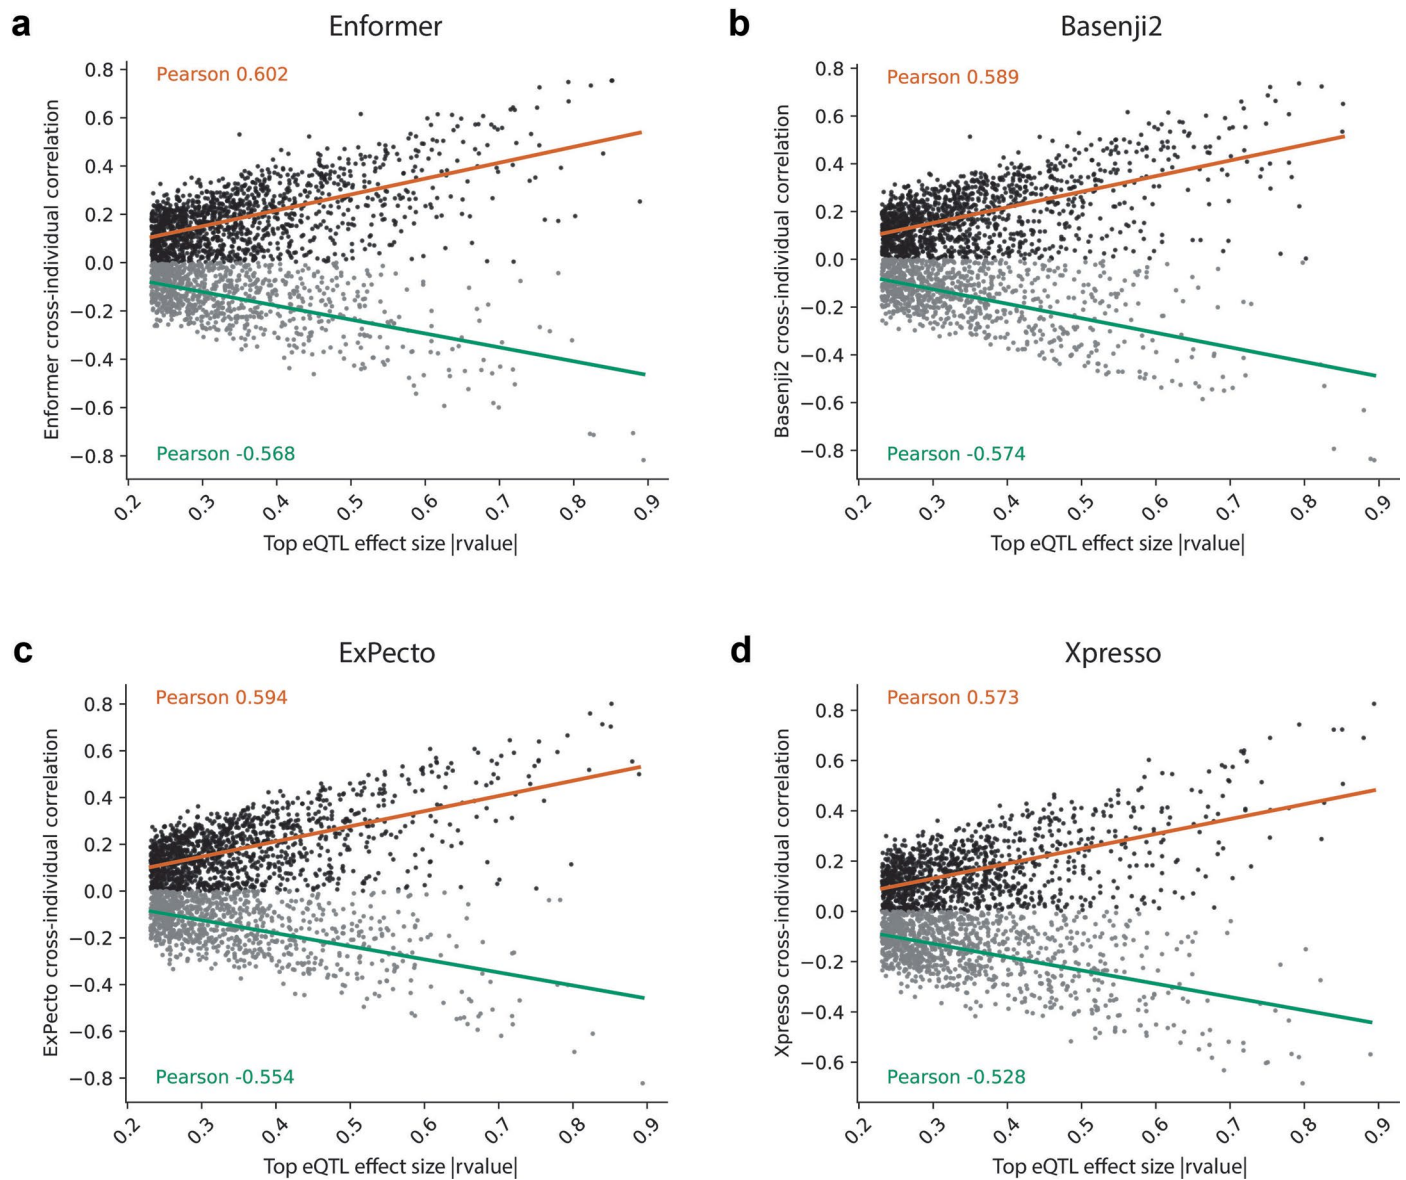 a
Enformer
Pearson 0.602
Enformer cross-individual correlation
0.8
0.6
0.4
0.2
0.0
−0.2
−0.4
−0.6
−0.8
Pearson -0.568
0.2 0.3 0.4 0.5 0.6 0.7 0.8 0.9
Top eQTL effect size |rvalue|
b
Basenji2
Pearson 0.589
Basenji2 cross-individual correlation
0.8
0.6
0.4
0.2
0.0
−0.2
−0.4
−0.6
−0.8
Pearson -0.574
0.2 0.3 0.4 0.5 0.6 0.7 0.8 0.9
Top eQTL effect size |rvalue|
c
ExPecto
Pearson 0.594
ExPecto cross-individual correlation
0.8
0.6
0.4
0.2
0.0
−0.2
−0.4
−0.6
−0.8
Pearson -0.554
0.2 0.3 0.4 0.5 0.6 0.7 0.8 0.9
Top eQTL effect size |rvalue|
d
Xpresso
Pearson 0.573
Xpresso cross-individual correlation
0.8
0.6
0.4
0.2
0.0
−0.2
−0.4
−0.6
Pearson -0.528
0.2 0.3 0.4 0.5 0.6 0.7 0.8 0.9
Top eQTL effect size |rvalue|